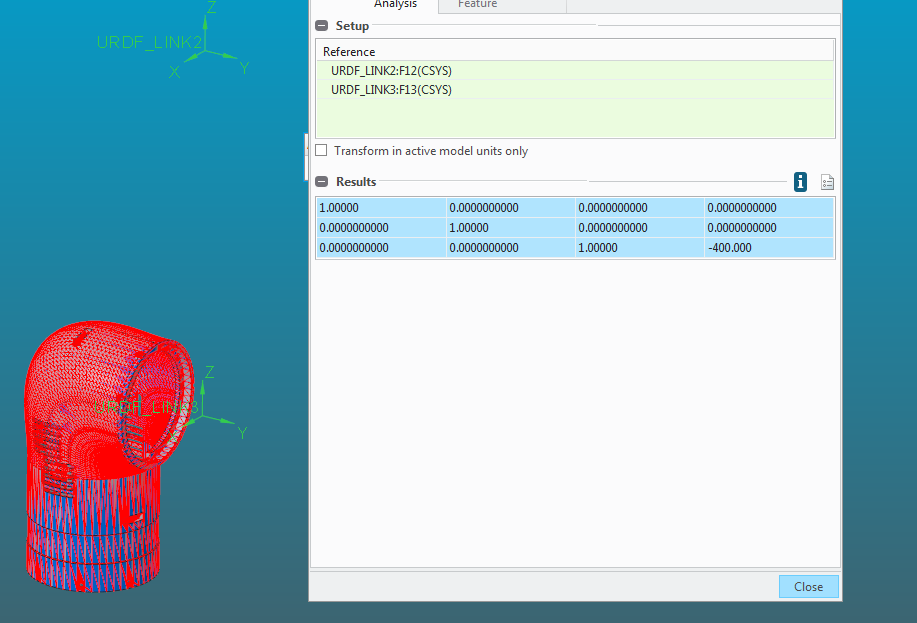 Analysis Feature
Z
URDF_LINK2
X Y
Setup
Reference
URDF_LINK2:F12(CSYS)
URDF_LINK3:F13(CSYS)
Transform in active model units only
Results
1.00000 0.0000000000 0.0000000000 0.0000000000
0.0000000000 1.00000 0.0000000000 0.0000000000
0.0000000000 0.0000000000 1.00000 -400.000
Z
Y
Close